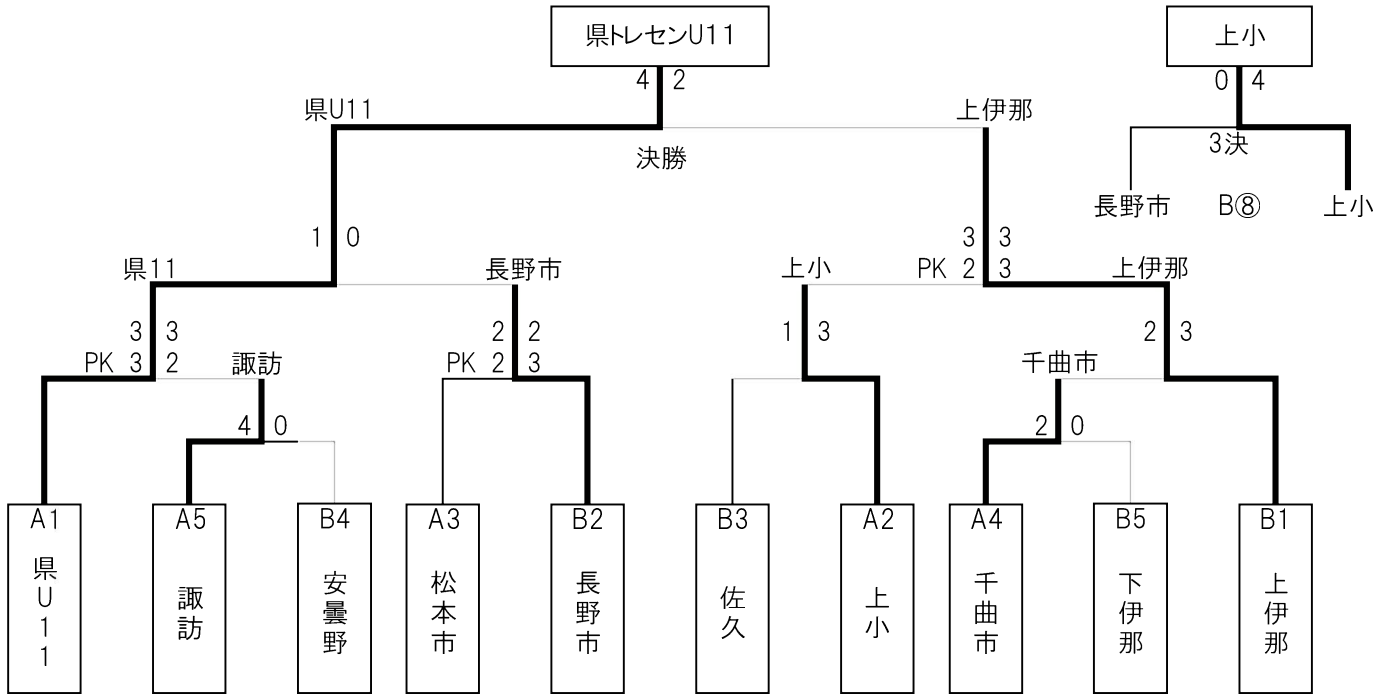 県トレセンU11 上小
4 2 0 4
県U11 上伊那
3決
決勝
長野市 B⑧ 上小
1 0 3 3
県11 長野市 上小 PK 2 3 上伊那
3 3 2 2 1 3 2 3
PK 3 2 諏訪 PK 2 3 千曲市
4 0 2 0
A1 A5 B4 A3 B2 B3 A2 A4 B5 B1
県U11 諏訪 安曇野 松本市 長野市 佐久 上小 千曲市 下伊那 上伊那